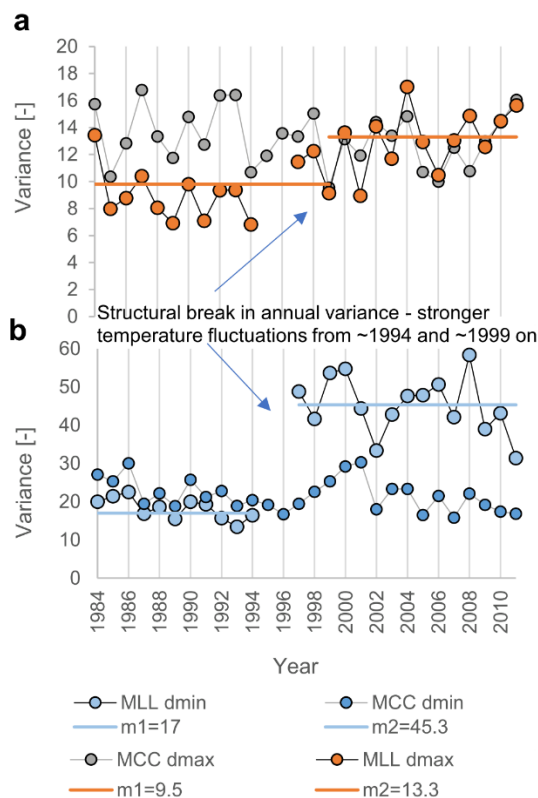 a
20
18
16
14
12
10
8
6
4
2
0
Variance [-]
Structural break in annual variance - stronger
temperature fluctuations from ~1994 and ~1999 on
b
60
50
40
30
20
10
0
Variance [-]
1984
1986
1988
1990
1992
1994
1996
1998
2000
2002
2004
2006
2008
2010
Year
MLL dmin
MCC dmin
m1=17
m2=45.3
MCC dmax
MLL dmax
m1=9.5
m2=13.3